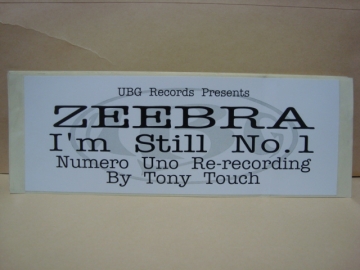 UBG Records Presents
ZEEBRA
I'm Still No.1
Numero Uno Re-recording
By Tony Touch